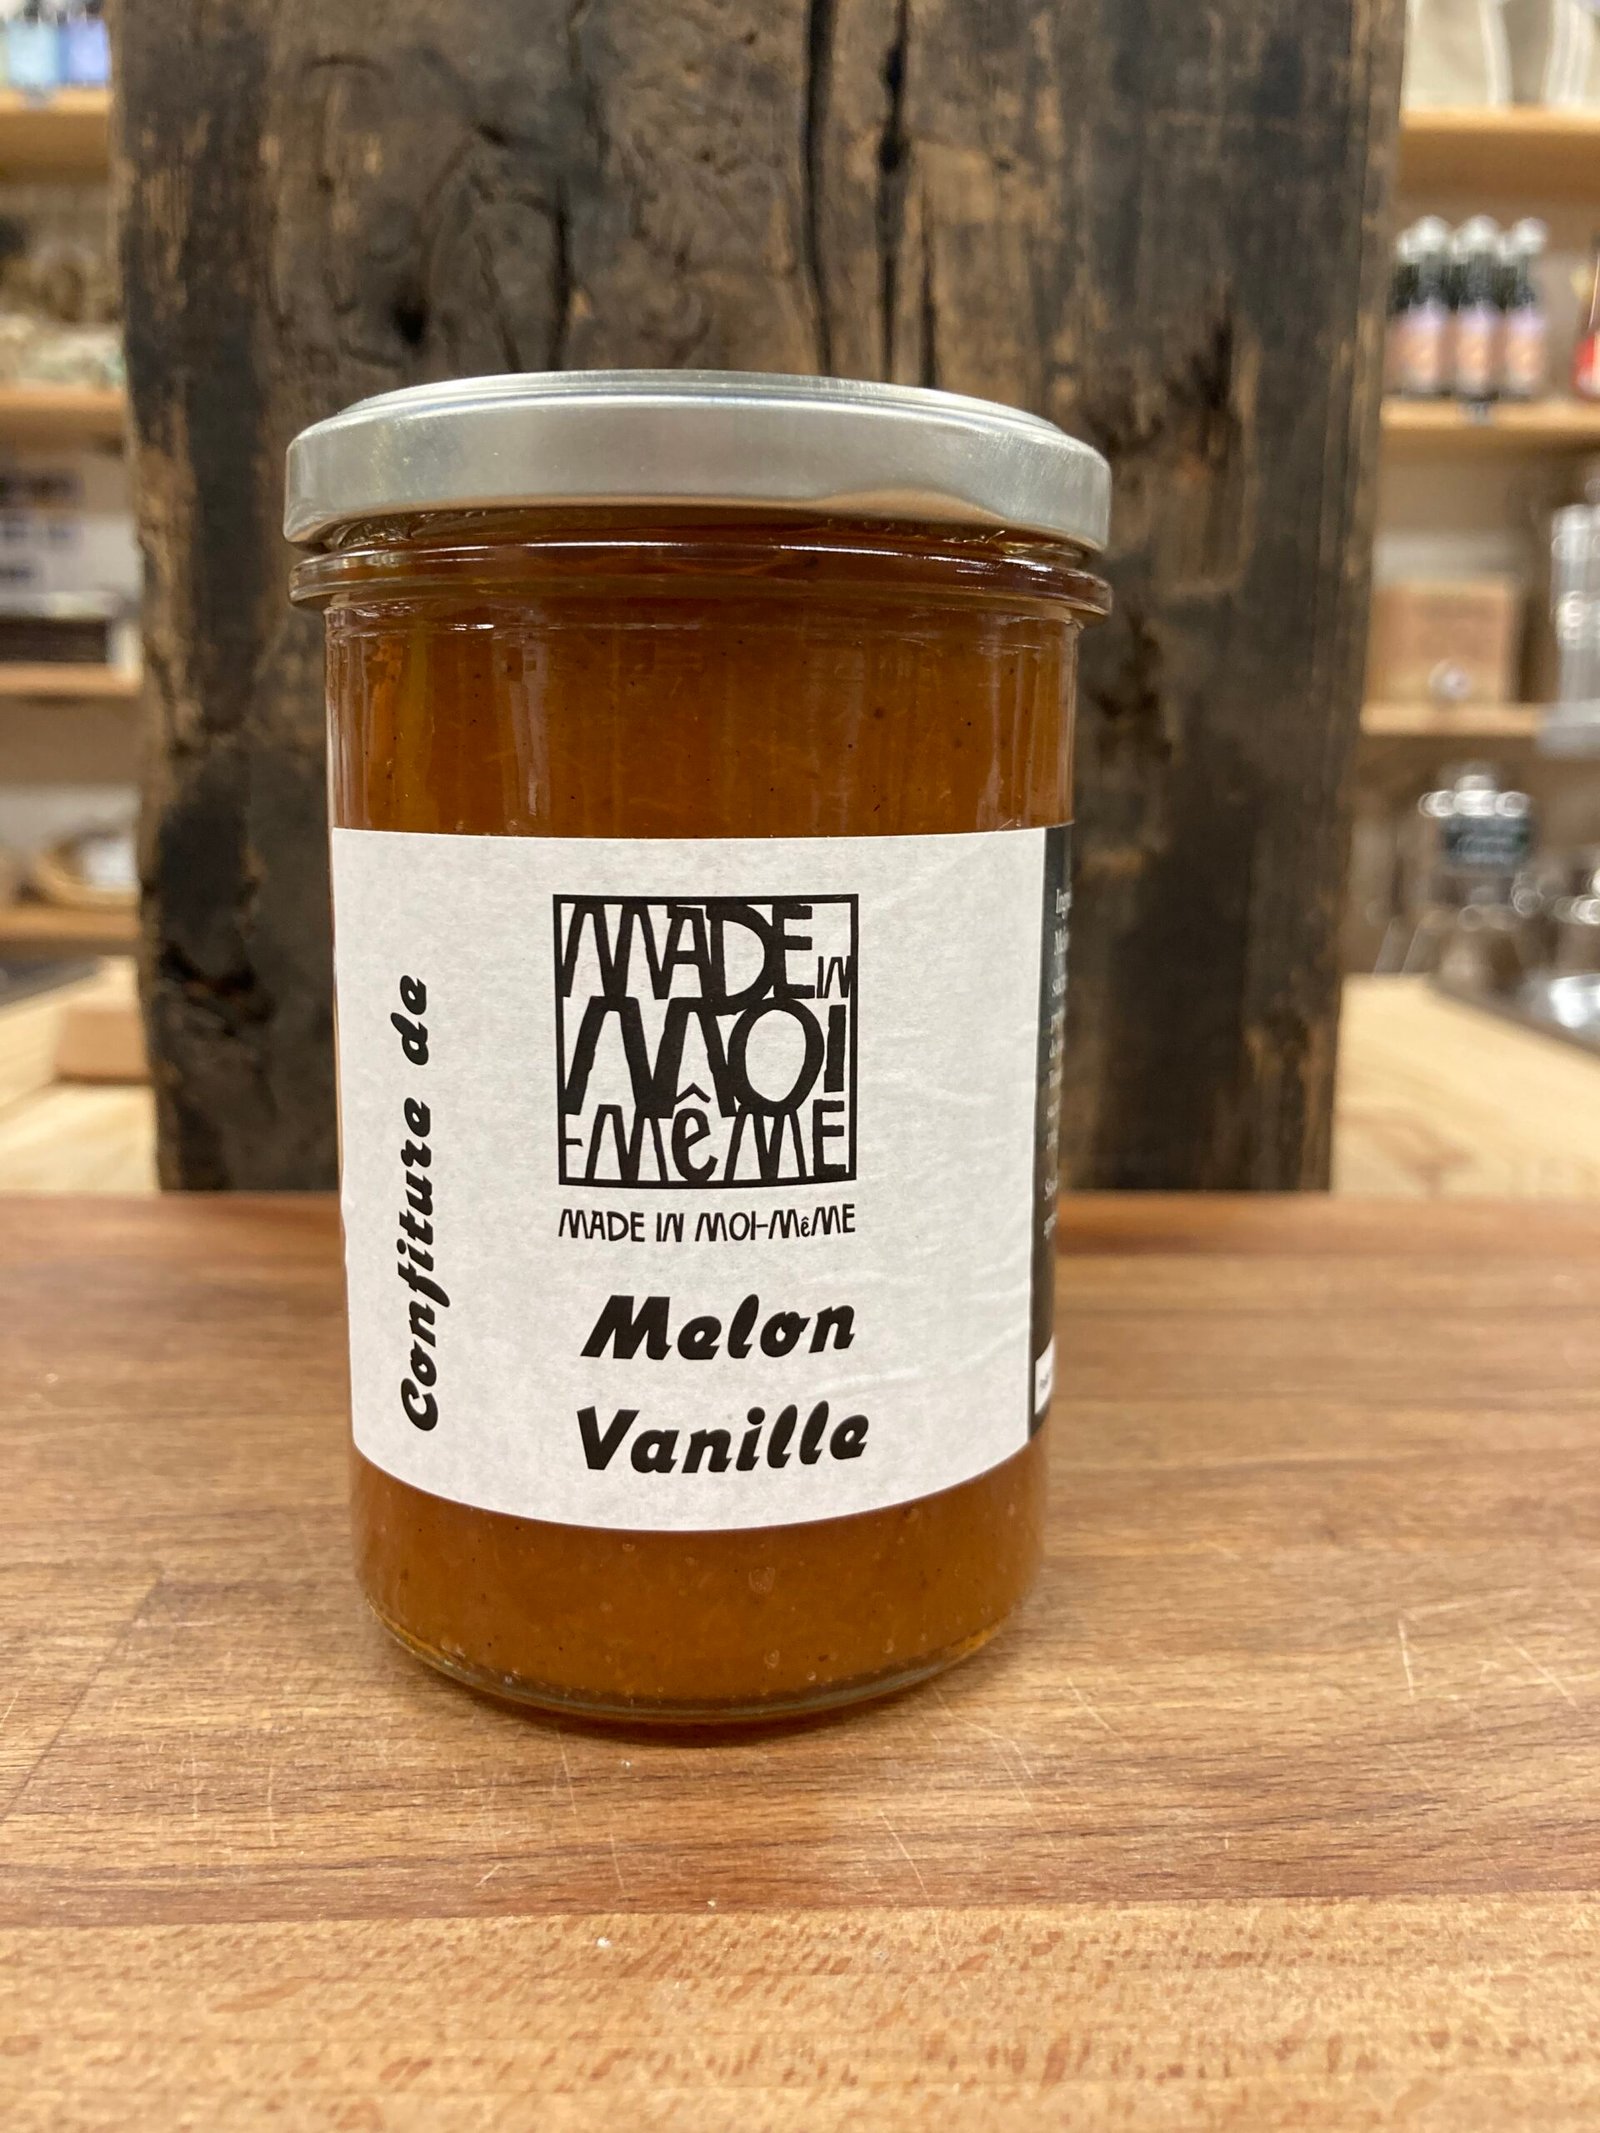 Confiture de
MADE IN
MOI
-MêME
MADE IN MOI-MêME
Melon
Vanille